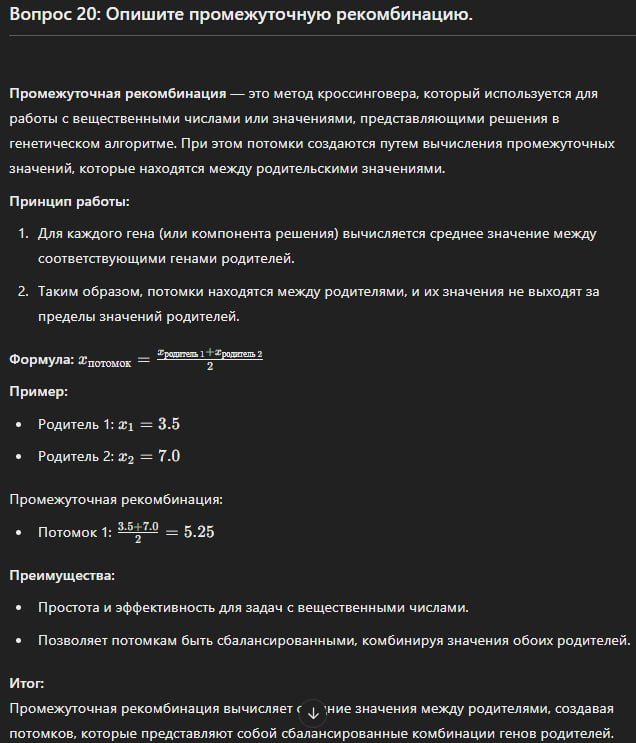 Вопрос 20: Опишите промежуточную рекомбинацию.
Промежуточная рекомбинация — это метод кроссинговера, который используется для
работы с вещественными числами или значениями, представляющими решения в
генетическом алгоритме. При этом потомки создаются путем вычисления промежуточных
значений, которые находятся между родительскими значениями.
Принцип работы:
1. Для каждого гена (или компонента решения) вычисляется среднее значение между
соответствующими генами родителей.
2. Таким образом, потомки находятся между родителями, и их значения не выходят за
пределы значений родителей.
Формула: x_потомок = (x_родитель 1 + x_родитель 2) / 2
Пример:
• Родитель 1: x₁ = 3.5
• Родитель 2: x₂ = 7.0
Промежуточная рекомбинация:
• Потомок 1: (3.5+7.0) / 2 = 5.25
Преимущества:
• Простота и эффективность для задач с вещественными числами.
• Позволяет потомкам быть сбалансированными, комбинируя значения обоих родителей.
Итог:
Промежуточная рекомбинация вычисляет значения между родителями, создавая
потомков, которые представляют собой сбалансированные комбинации генов родителей.